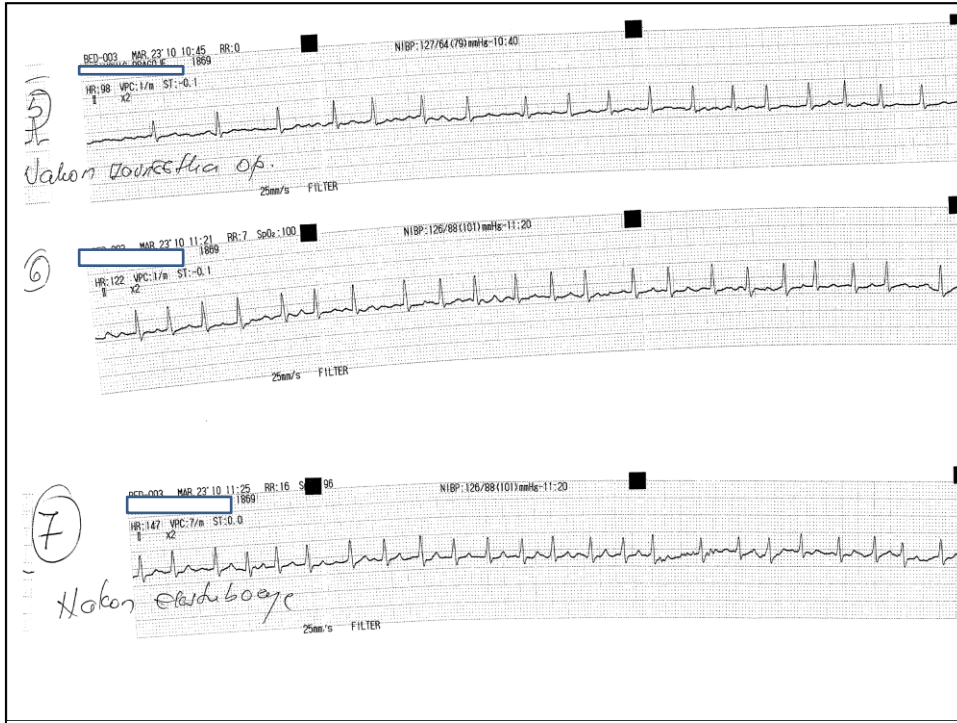 BED-003 MAR 23'10 10:45 RR:0 NIBP:127/64(79)mmHg-10:40
1869
HR:98 VPC:1/m ST:-0.1
II x2
5
Nakon završetka op.
25mm/s FILTER
MAR 23'10 11:21 RR:7 SpO₂:100 NIBP:126/88(101)mmHg-11:20
1869
6
HR:122 VPC:1/m ST:-0.1
II x2
25mm/s FILTER
BED-003 MAR 23'10 11:25 RR:16 96 NIBP:126/88(101)mmHg-11:20
1869
7
HR:147 VPC:7/m ST:0.0
II x2
Nakon
25mm/s FILTER